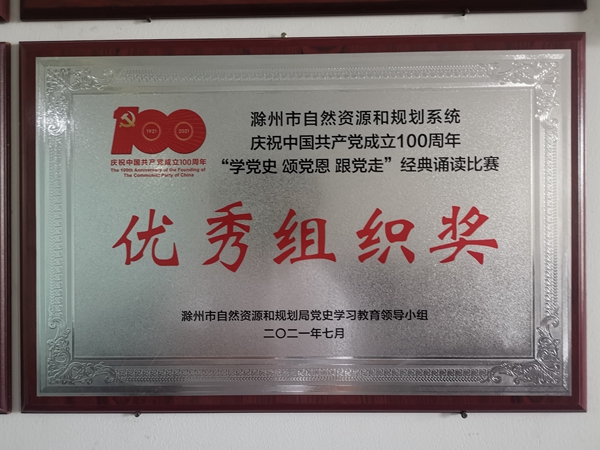 滁州市自然资源和规划系统
庆祝中国共产党成立100周年
“学党史 颂党恩 跟党走”经典诵读比赛
100
1921 2021
庆祝中国共产党成立100周年
The 100th Anniversary of the Founding of
The Communist Party of China
优秀组织奖
滁州市自然资源和规划局党史学习教育领导小组
二〇二一年七月